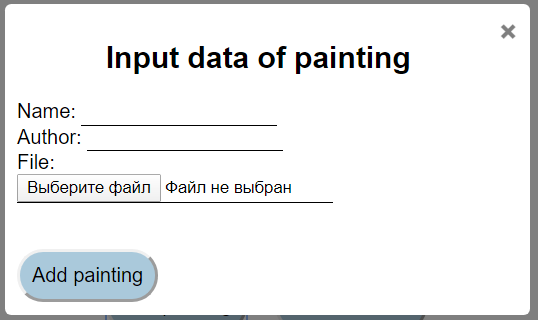 ×
Input data of painting
Name:
Author:
File:
Выберите файл Файл не выбран
Add painting